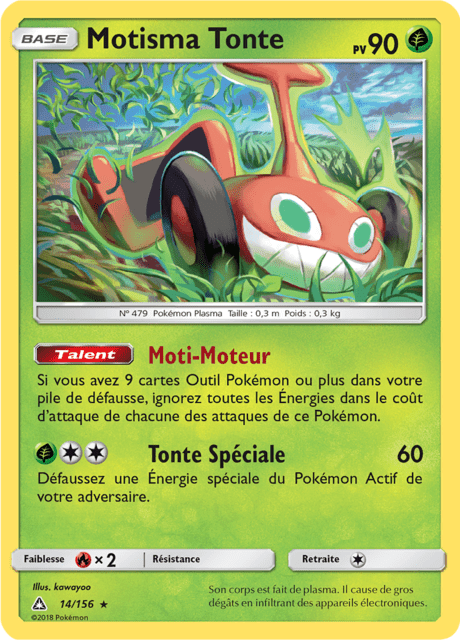 BASE Motisma Tonte PV 90
N° 479 Pokémon Plasma Taille : 0,3 m Poids : 0,3 kg
Talent Moti-Moteur
Si vous avez 9 cartes Outil Pokémon ou plus dans votre
pile de défausse, ignorez toutes les Énergies dans le coût
d'attaque de chacune des attaques de ce Pokémon.
Tonte Spéciale 60
Défaussez une Énergie spéciale du Pokémon Actif de
votre adversaire.
Faiblesse × 2 Résistance Retraite
Illus. kawayoo
14/156 ★
©2018 Pokémon
Son corps est fait de plasma. Il cause de gros
dégâts en infiltrant des appareils électroniques.